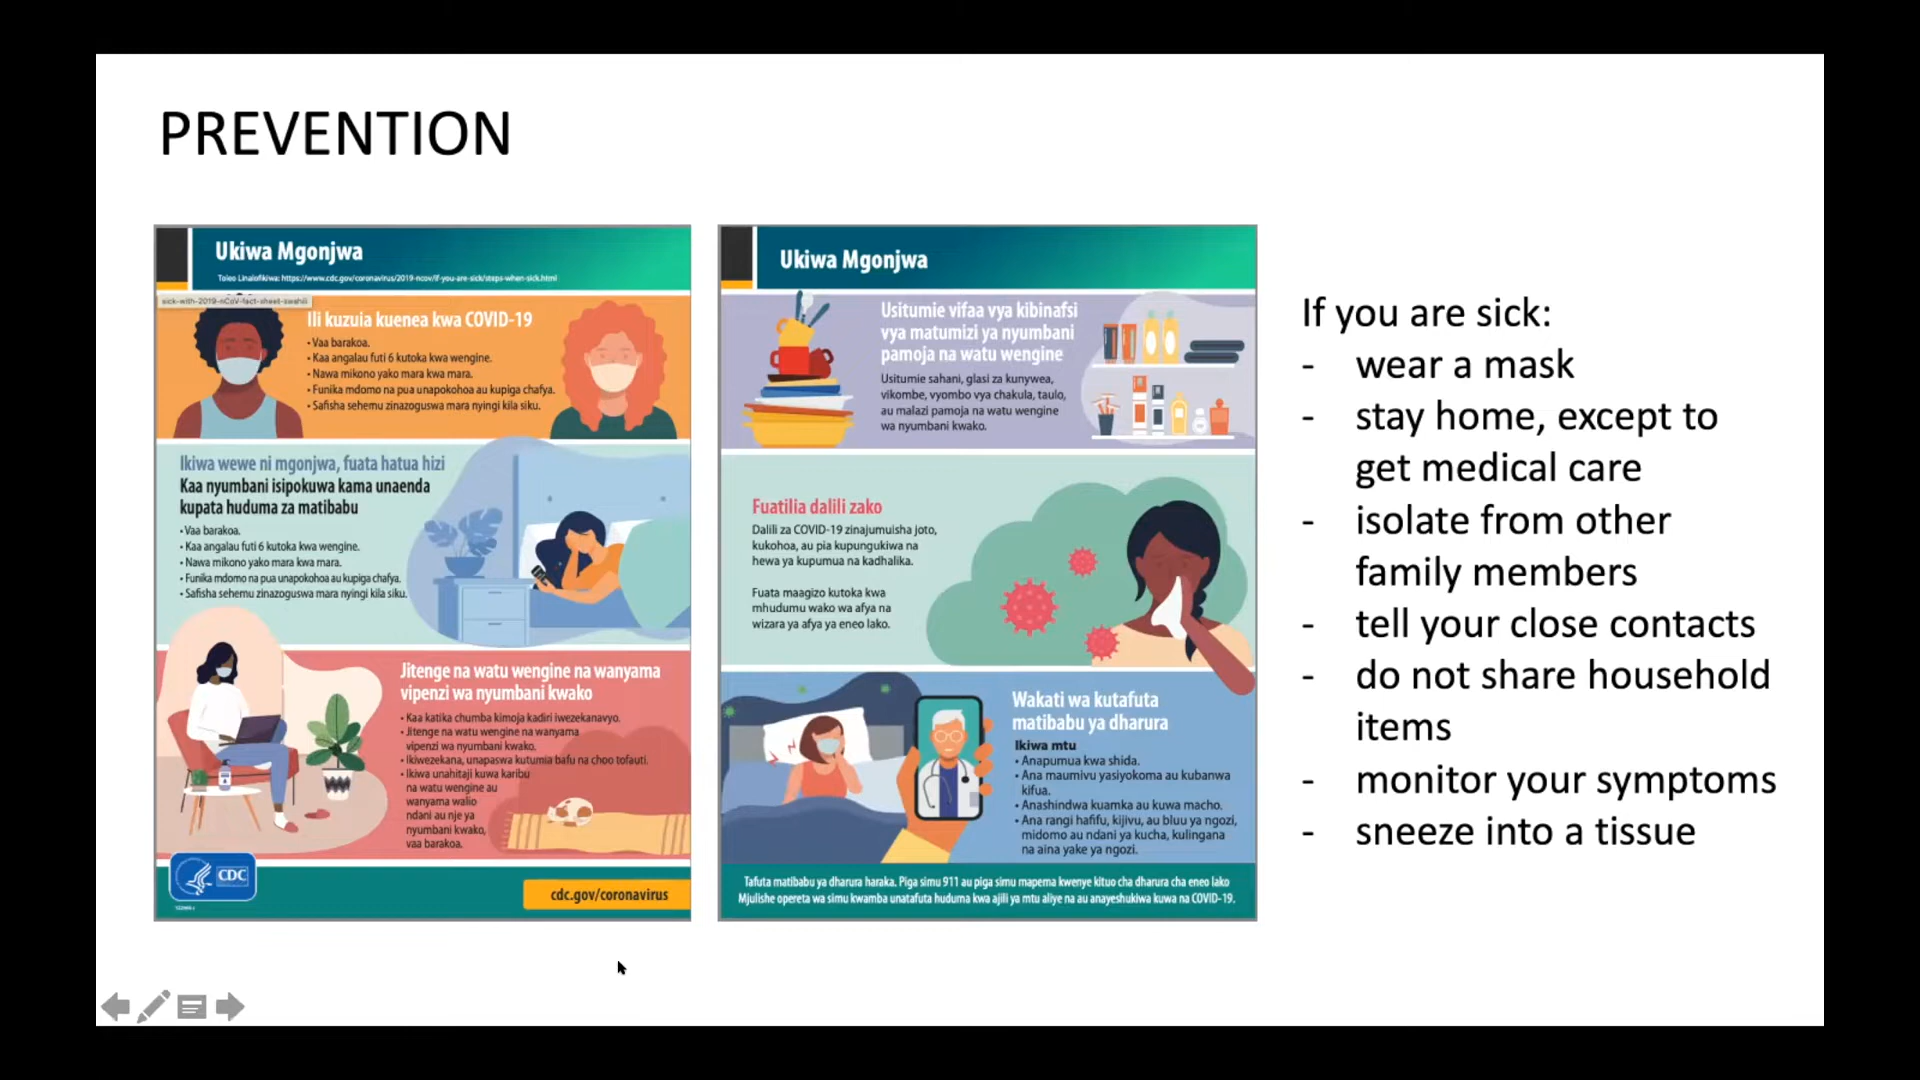 PREVENTION
Ukiwa Mgonjwa
Toleo Linalofikiwa: https://www.cdc.gov/coronavirus/2019-ncov/if-you-are-sick/steps-when-sick.html
sick-with-2019-nCoV-fact-sheet-swahili
Ili kuzuia kuenea kwa COVID-19
• Vaa barakoa.
• Kaa angalau futi 6 kutoka kwa wengine.
• Nawa mikono yako mara kwa mara.
• Funika mdomo na pua unapokohoa au kupiga chafya.
• Safisha sehemu zinazoguswa mara nyingi kila siku.
Ikiwa wewe ni mgonjwa, fuata hatua hizi
Kaa nyumbani isipokuwa kama unaenda
kupata huduma za matibabu
• Vaa barakoa.
• Kaa angalau futi 6 kutoka kwa wengine.
• Nawa mikono yako mara kwa mara.
• Funika mdomo na pua unapokohoa au kupiga chafya.
• Safisha sehemu zinazoguswa mara nyingi kila siku.
Jitenge na watu wengine na wanyama
vipenzi wa nyumbani kwako
• Kaa katika chumba kimoja kadiri iwezekanavyo.
• Jitenge na watu wengine na wanyama
vipenzi wa nyumbani kwako.
• Ikiwezekana, unapaswa kutumia bafu na choo tofauti.
• Ikiwa unahitaji kuwa karibu
na watu wengine au
wanyama walio
ndani au nje ya
nyumbani kwako,
vaa barakoa.
CDC
cdc.gov/coronavirus
Ukiwa Mgonjwa
Usitumie vifaa vya kibinafsi
vya matumizi ya nyumbani
pamoja na watu wengine
Usitumie sahani, glasi za kunywea,
vikombe, vyombo vya chakula, taulo,
au malazi pamoja na watu wengine
wa nyumbani kwako.
Fuatilia dalili zako
Dalili za COVID-19 zinajumuisha joto,
kukohoa, au pia kupungukiwa na
hewa ya kupumua na kadhalika.
Fuata maagizo kutoka kwa
mhudumu wako wa afya na
wizara ya afya ya eneo lako.
Wakati wa kutafuta
matibabu ya dharura
Ikiwa mtu
• Anapumua kwa shida.
• Ana maumivu yasiyokoma au kubanwa
kifua.
• Anashindwa kuamka au kuwa macho.
• Ana rangi hafifu, kijivu, au bluu ya ngozi,
midomo au ndani ya kucha, kulingana
na aina yake ya ngozi.
Tafuta matibabu ya dharura haraka. Piga simu 911 au piga simu mapema kwenye kituo cha dharura cha eneo lako
Mjulishe opereta wa simu kwamba unatafuta huduma kwa ajili ya mtu aliye na au anayeshukiwa kuwa na COVID-19.
If you are sick:
- wear a mask
- stay home, except to
get medical care
- isolate from other
family members
- tell your close contacts
- do not share household
items
- monitor your symptoms
- sneeze into a tissue